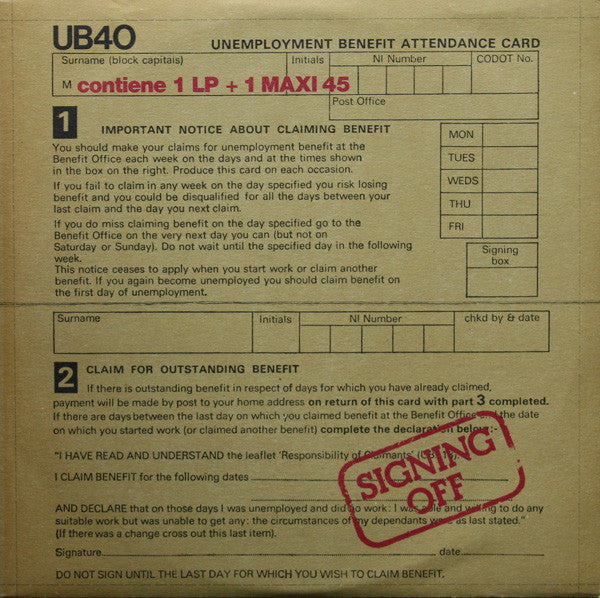 UB40
UNEMPLOYMENT BENEFIT ATTENDANCE CARD
Surname (block capitals) Initials NI Number CODOT No.
M contiene 1 LP + 1 MAXI 45
Post Office
1 IMPORTANT NOTICE ABOUT CLAIMING BENEFIT
You should make your claims for unemployment benefit at the
Benefit Office each week on the days and at the times shown
in the box on the right. Produce this card on each occasion.
If you fail to claim in any week on the day specified you risk losing
benefit and you could be disqualified for all the days between your
last claim and the day you next claim.
If you do miss claiming benefit on the day specified go to the
Benefit Office on the very next day you can (but not on
Saturday or Sunday). Do not wait until the specified day in the following
week.
This notice ceases to apply when you start work or claim another
benefit. If you again become unemployed you should claim benefit on
the first day of unemployment.
MON
TUES
WEDS
THU
FRI
Signing
box
Surname Initials NI Number chkd by & date
2 CLAIM FOR OUTSTANDING BENEFIT
If there is outstanding benefit in respect of days for which you have already claimed,
payment will be made by post to your home address on return of this card with part 3 completed.
If there are days between the last day on which you claimed benefit at the Benefit Office and the date
on which you started work (or claimed another benefit) complete the declaration below:-
"I HAVE READ AND UNDERSTAND the leaflet 'Responsibility of Claimants' (UBL18).
I CLAIM BENEFIT for the following dates
AND DECLARE that on those days I was unemployed and did no work: I was able and willing to do any
suitable work but was unable to get any: the circumstances of my dependants were as last stated."
(If there was a change cross out this last item).
Signature date
DO NOT SIGN UNTIL THE LAST DAY FOR WHICH YOU WISH TO CLAIM BENEFIT.
SIGNING
OFF